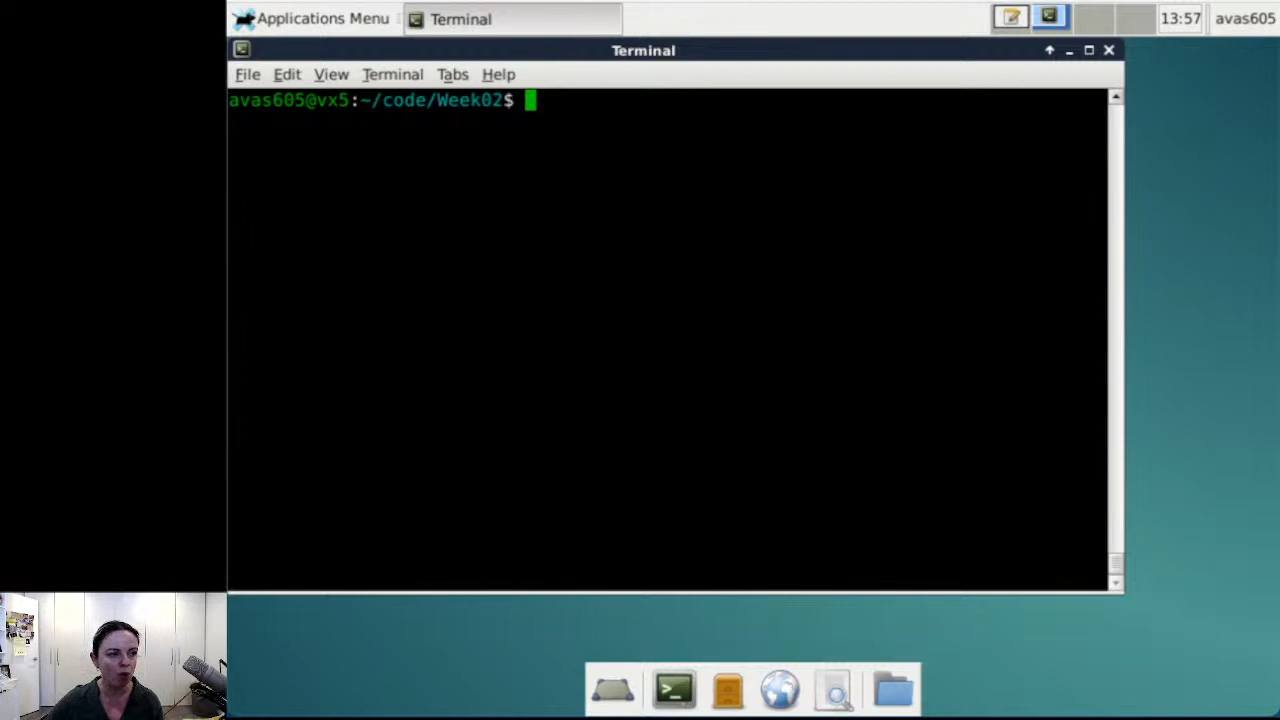 Applications Menu
Terminal
13:57
avas605
Terminal
File Edit View Terminal Tabs Help
avas605@vx5:~/code/Week02$
>_